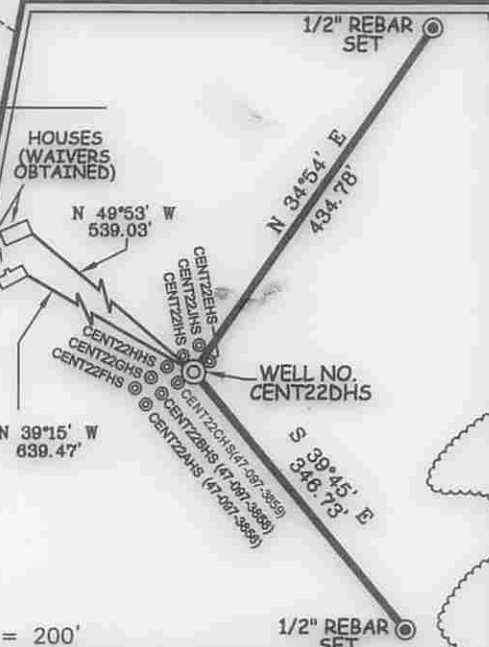 1/2" REBAR
SET
HOUSES
(WAIVERS
OBTAINED)
N 49°53' W
539.03'
N 34°54' E
434.78'
CENT22EHS
CENT22JHS
CENT22IHS
CENT22HHS
CENT22GHS
CENT22FHS
WELL NO.
CENT22DHS
CENT22CHS (47-097-3859)
CENT22BHS (47-097-3858)
CENT22AHS (47-097-3856)
N 39°15' W
639.47'
S 39°45' E
346.73'
= 200'
1/2" REBAR
SET